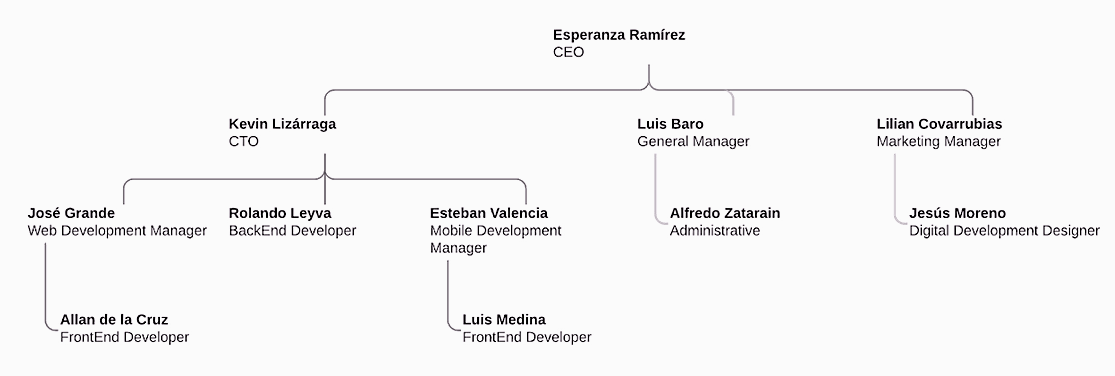 Esperanza Ramírez
CEO
Kevin Lizárraga
CTO
Luis Baro
General Manager
Lilian Covarrubias
Marketing Manager
José Grande
Web Development Manager
Rolando Leyva
BackEnd Developer
Esteban Valencia
Mobile Development
Manager
Alfredo Zatarain
Administrative
Jesús Moreno
Digital Development Designer
Allan de la Cruz
FrontEnd Developer
Luis Medina
FrontEnd Developer